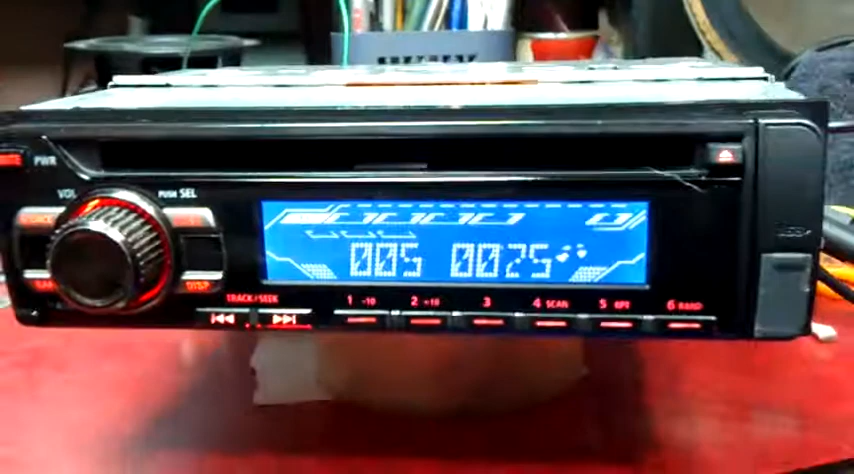 PWR
VOL
PUSH SEL
005 0025
DISP
TRACK/SEEK
1 -10 2 +10 3 4 SCAN 5 RPT 6 RAND